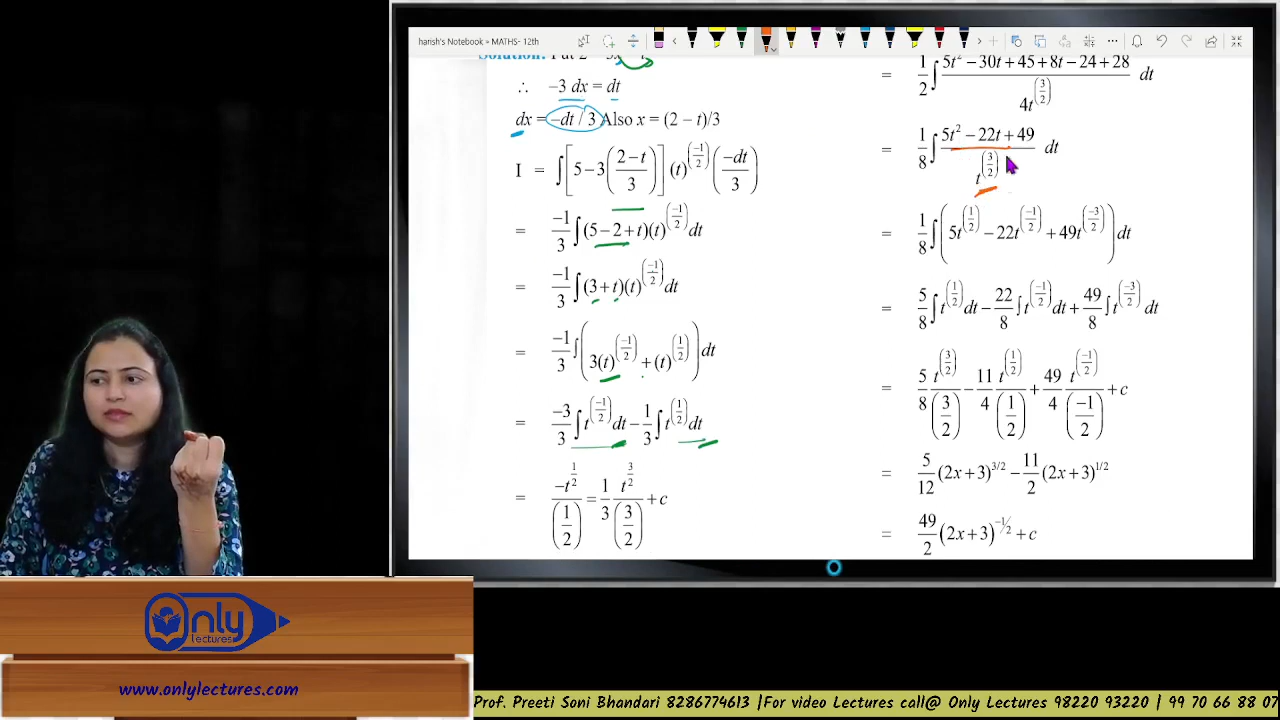 harish's Notebook » MATHS- 12th
∴ −3 dx = dt
dx = −dt / 3 Also x = (2 − t)/3
I = ∫[5−3((2−t)/3)] (t)^(−1/2) (−dt/3)
= −1/3 ∫(5−2+t)(t)^(−1/2) dt
= −1/3 ∫(3+t)(t)^(−1/2) dt
= −1/3 ∫(3(t)^(−1/2) + (t)^(1/2)) dt
= −3/3 ∫t^(−1/2) dt − 1/3 ∫t^(1/2) dt
= −t^(1/2)/(1/2) = 1/3 t^(3/2)/(3/2) + c
= 1/2 ∫ (5t² − 30t + 45 + 8t − 24 + 28)/(4t^(3/2)) dt
= 1/8 ∫ (5t² − 22t + 49)/(t^(3/2)) dt
= 1/8 ∫(5t^(1/2) − 22t^(−1/2) + 49t^(−3/2)) dt
= 5/8 ∫t^(1/2) dt − 22/8 ∫t^(−1/2) dt + 49/8 ∫t^(−3/2) dt
= 5/8 t^(3/2)/(3/2) − 11/4 t^(1/2)/(1/2) + 49/4 t^(−1/2)/(−1/2) + c
= 5/12 (2x+3)^(3/2) − 11/2 (2x+3)^(1/2)
= 49/2 (2x+3)^(−1/2) + c
Only
lectures
www.onlylectures.com
Prof. Preeti Soni Bhandari 8286774613 |For video Lectures call@ Only Lectures 98220 93220 | 99 70 66 88 07